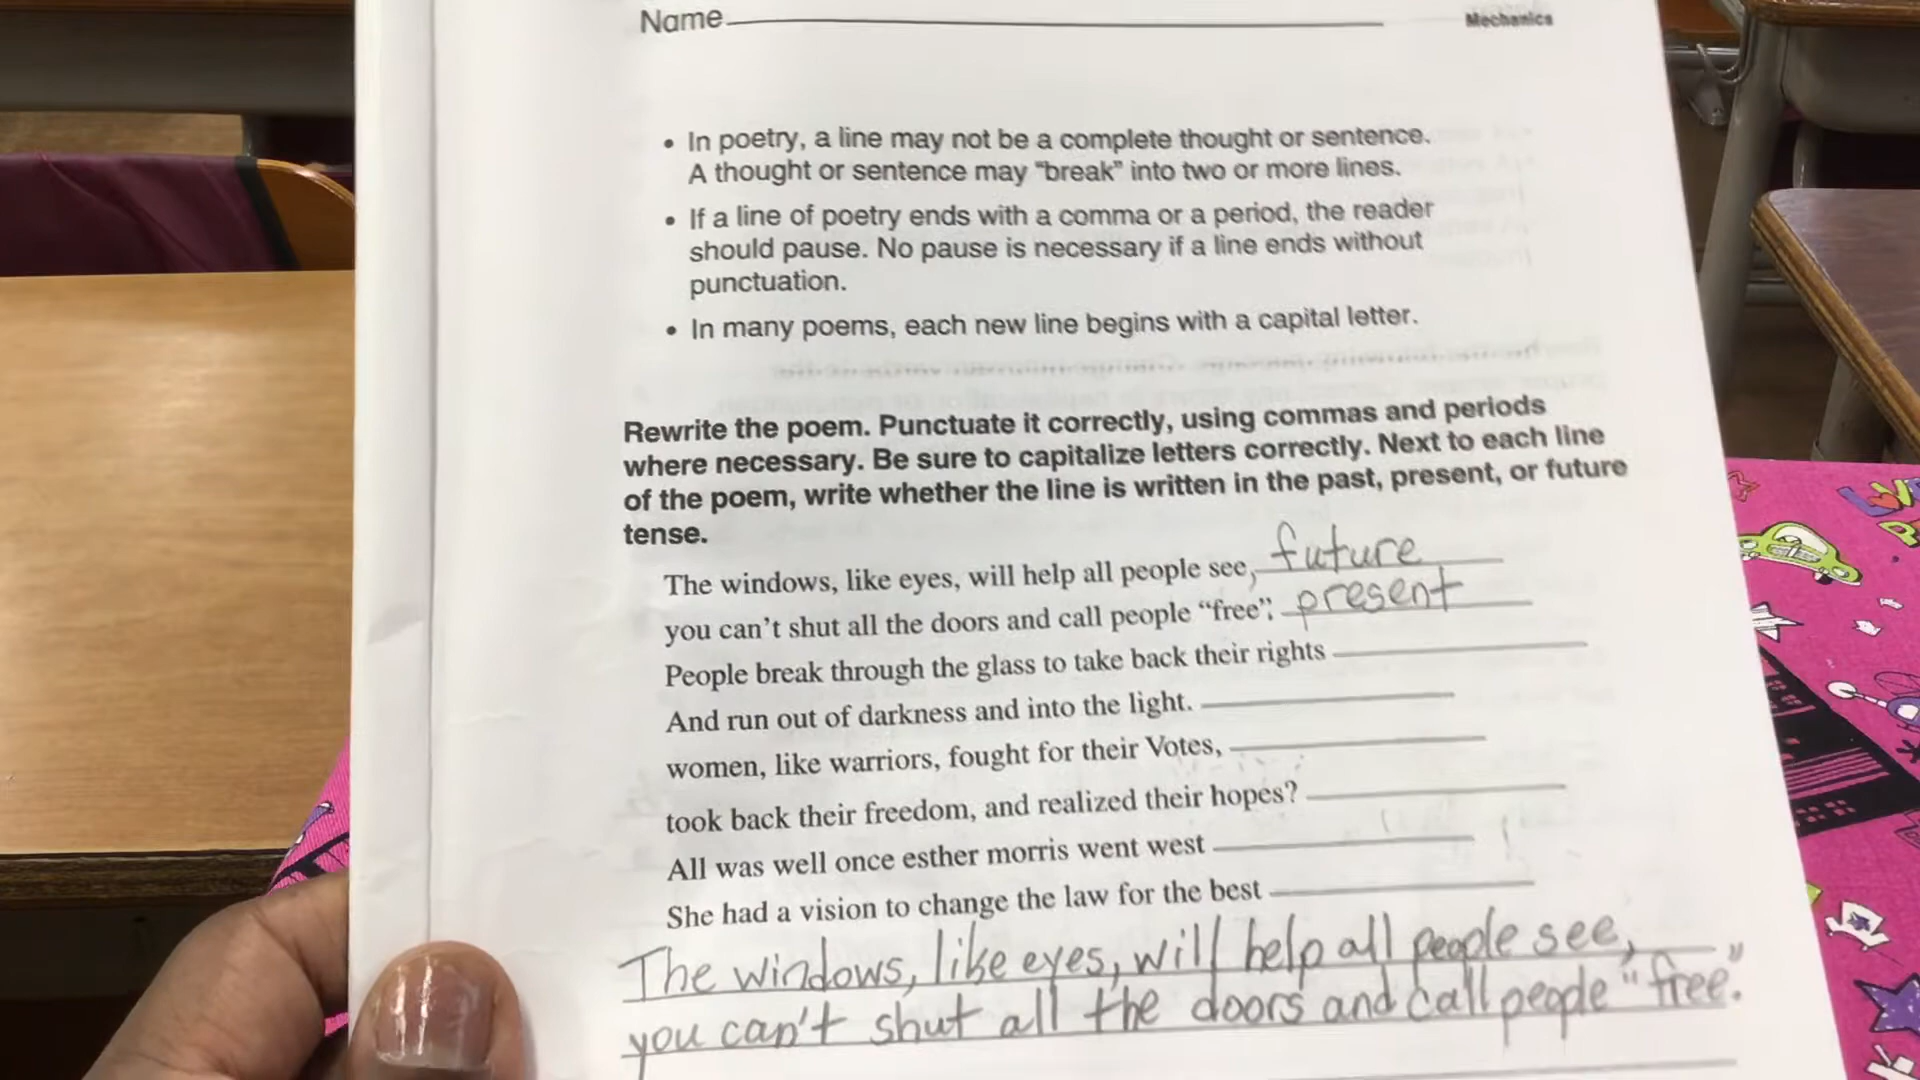 Name
Mechanics
• In poetry, a line may not be a complete thought or sentence.
A thought or sentence may "break" into two or more lines.
• If a line of poetry ends with a comma or a period, the reader
should pause. No pause is necessary if a line ends without
punctuation.
• In many poems, each new line begins with a capital letter.
Rewrite the poem. Punctuate it correctly, using commas and periods
where necessary. Be sure to capitalize letters correctly. Next to each line
of the poem, write whether the line is written in the past, present, or future
tense.
The windows, like eyes, will help all people see, future
you can't shut all the doors and call people “free”. present
People break through the glass to take back their rights
And run out of darkness and into the light.
women, like warriors, fought for their Votes,
took back their freedom, and realized their hopes?
All was well once esther morris went west
She had a vision to change the law for the best
The windows, like eyes, will help all people see,
you can't shut all the doors and call people "free."